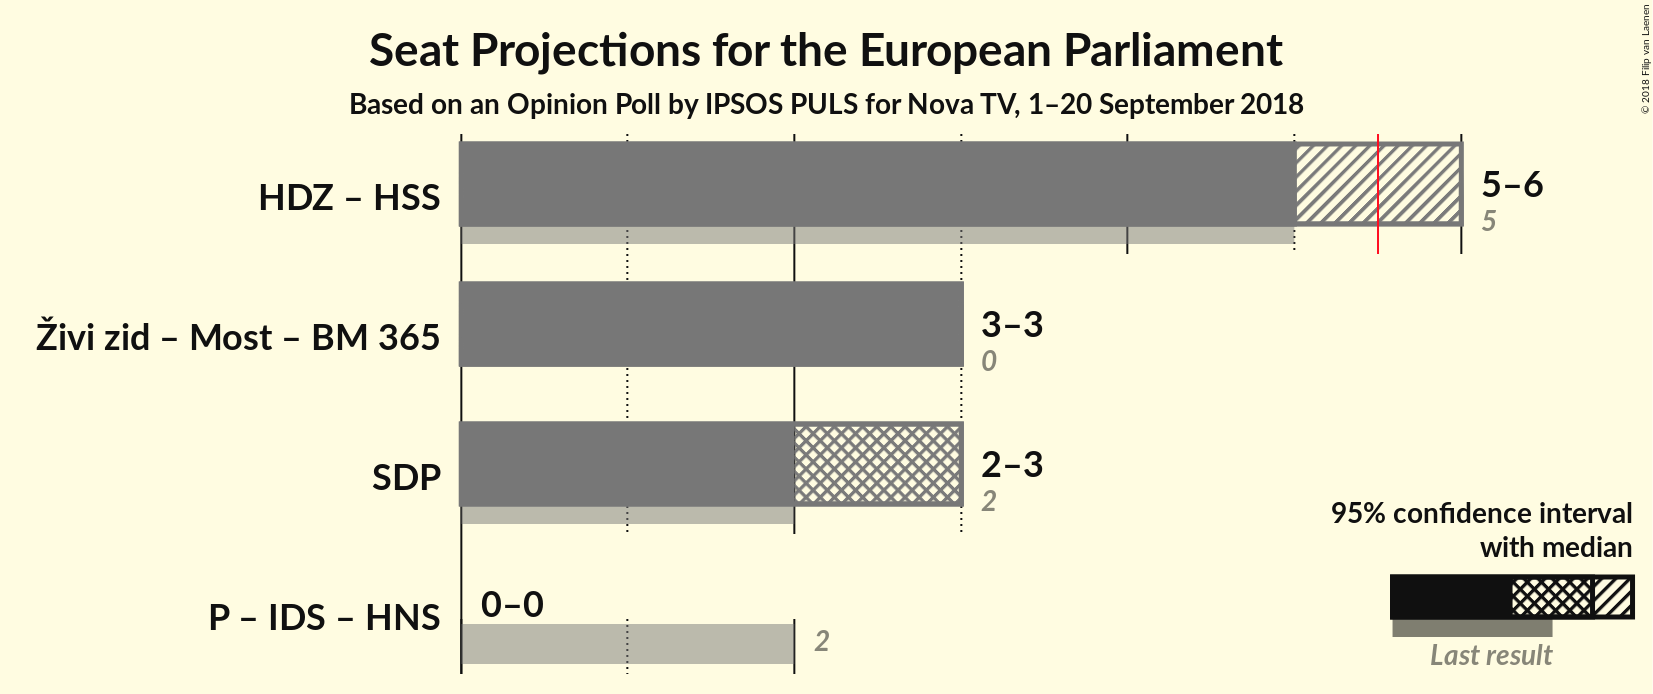 Seat Projections for the European Parliament
Based on an Opinion Poll by IPSOS PULS for Nova TV, 1–20 September 2018
© 2018 Filip van Laenen
HDZ – HSS
5–6
5
Živi zid – Most – BM 365
3–3
0
SDP
2–3
2
P – IDS – HNS
0–0
2
95% confidence interval
with median
Last result